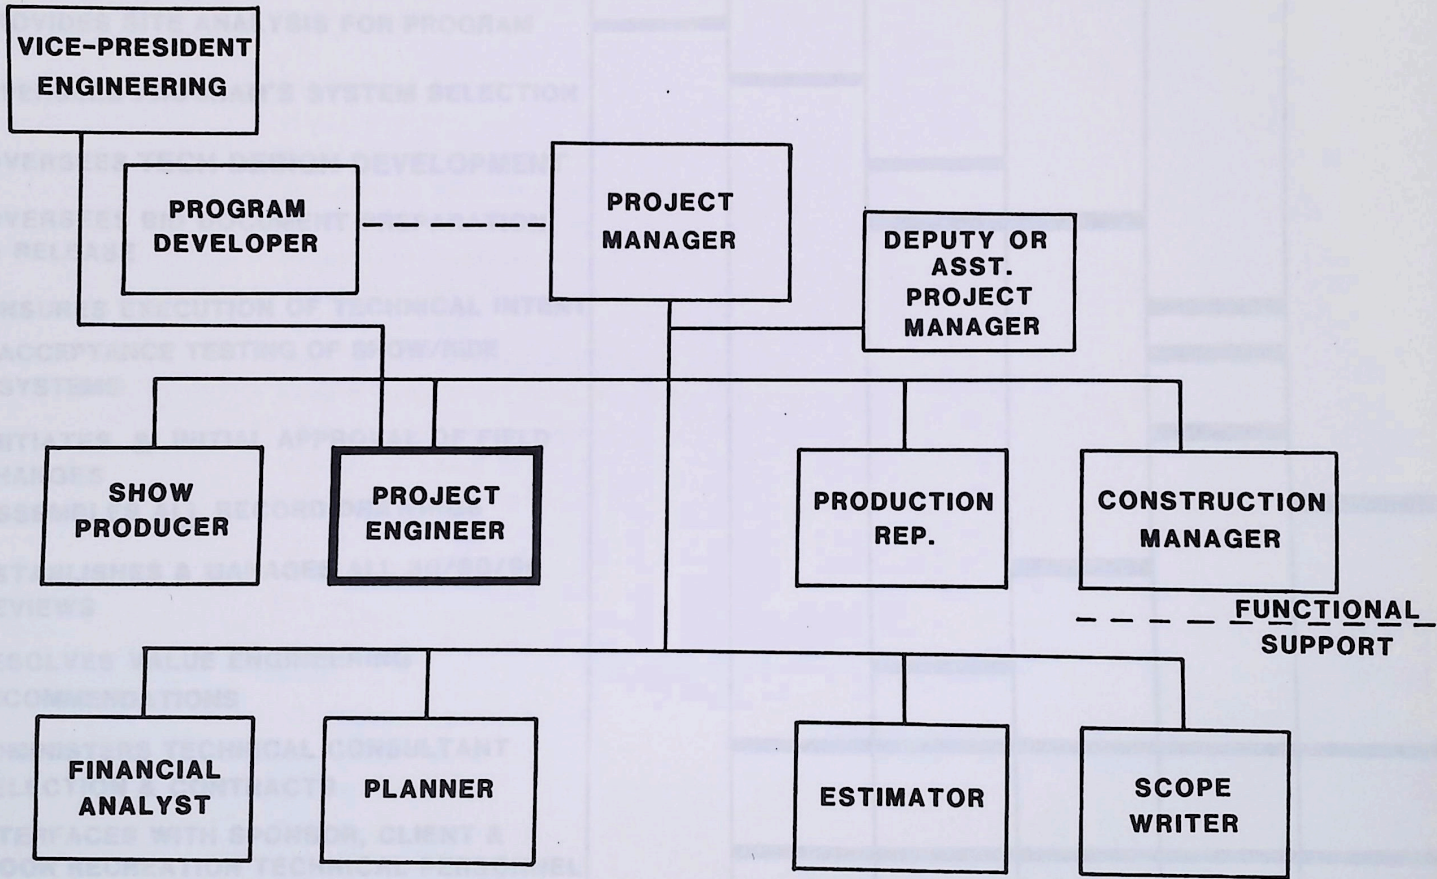 VICE-PRESIDENT
ENGINEERING
PROGRAM
DEVELOPER
PROJECT
MANAGER
DEPUTY OR
ASST.
PROJECT
MANAGER
SHOW
PRODUCER
PROJECT
ENGINEER
PRODUCTION
REP.
CONSTRUCTION
MANAGER
FUNCTIONAL
SUPPORT
FINANCIAL
ANALYST
PLANNER
ESTIMATOR
SCOPE
WRITER